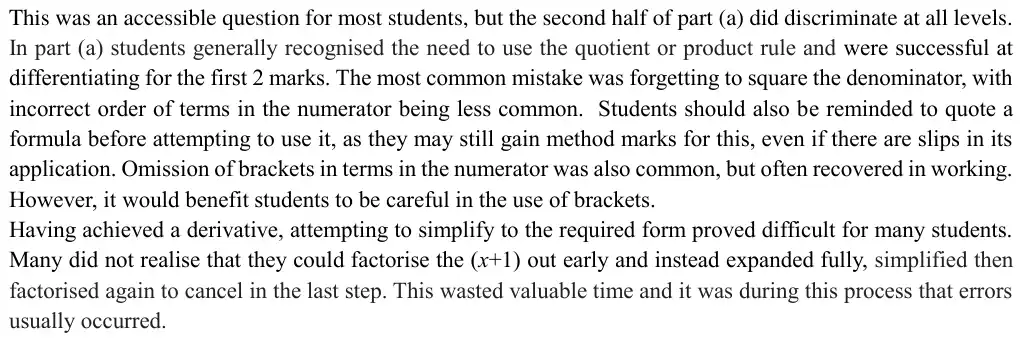 This was an accessible question for most students, but the second half of part (a) did discriminate at all levels.
In part (a) students generally recognised the need to use the quotient or product rule and were successful at
differentiating for the first 2 marks. The most common mistake was forgetting to square the denominator, with
incorrect order of terms in the numerator being less common.  Students should also be reminded to quote a
formula before attempting to use it, as they may still gain method marks for this, even if there are slips in its
application. Omission of brackets in terms in the numerator was also common, but often recovered in working.
However, it would benefit students to be careful in the use of brackets.
Having achieved a derivative, attempting to simplify to the required form proved difficult for many students.
Many did not realise that they could factorise the (x+1) out early and instead expanded fully, simplified then
factorised again to cancel in the last step. This wasted valuable time and it was during this process that errors
usually occurred.